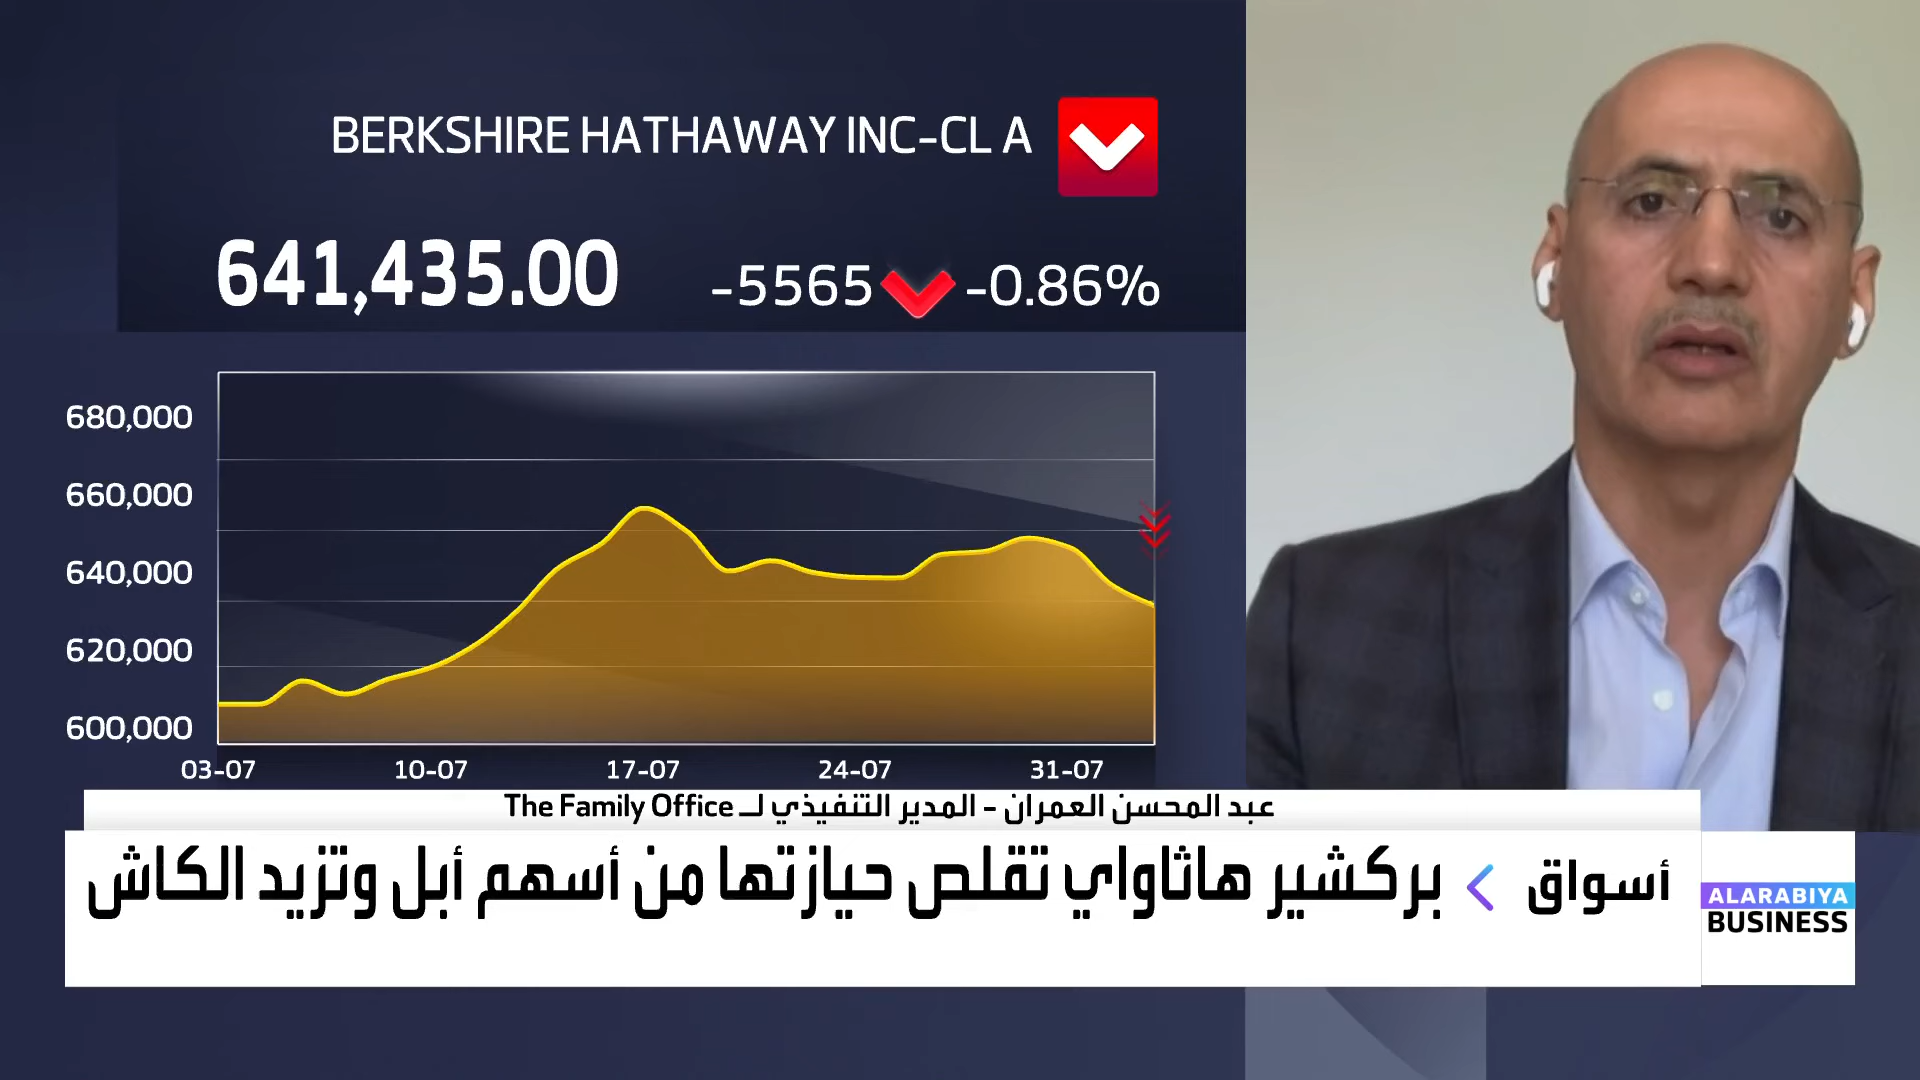 BERKSHIRE HATHAWAY INC-CL A
641,435.00 -5565 -0.86%
680,000
660,000
640,000
620,000
600,000
03-07 10-07 17-07 24-07 31-07
عبد المحسن العمران - المدير التنفيذي لـ The Family Office
أسواق بركشير هاثاواي تقلص حيازتها من أسهم أبل وتزيد الكاش
ALARABIYA
BUSINESS